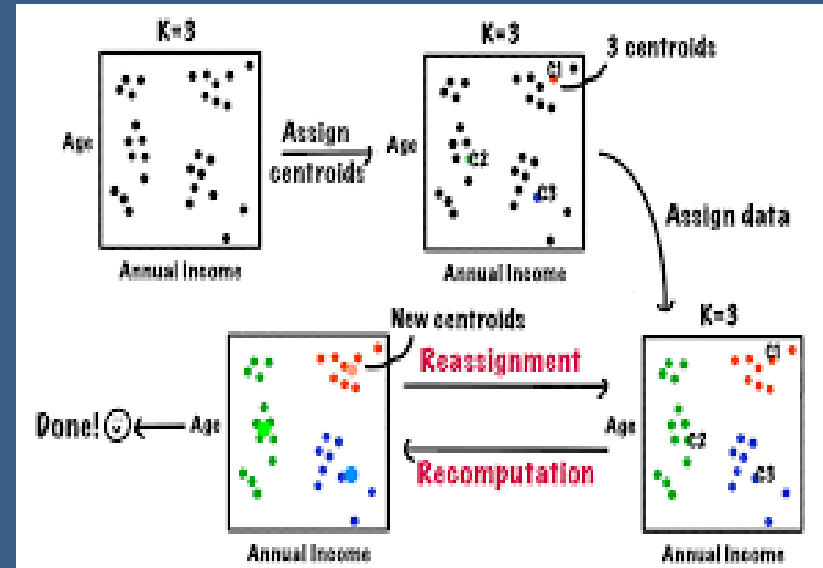 K=3
K=3
3 centroids
C1
Age
Assign
centroids
Age
C2
C3
Assign data
Annual Income
Annual Income
New centroids
K=3
C1
Reassignment
Done!
Age
Age
C2
Recomputation
C3
Annual Income
Annual Income